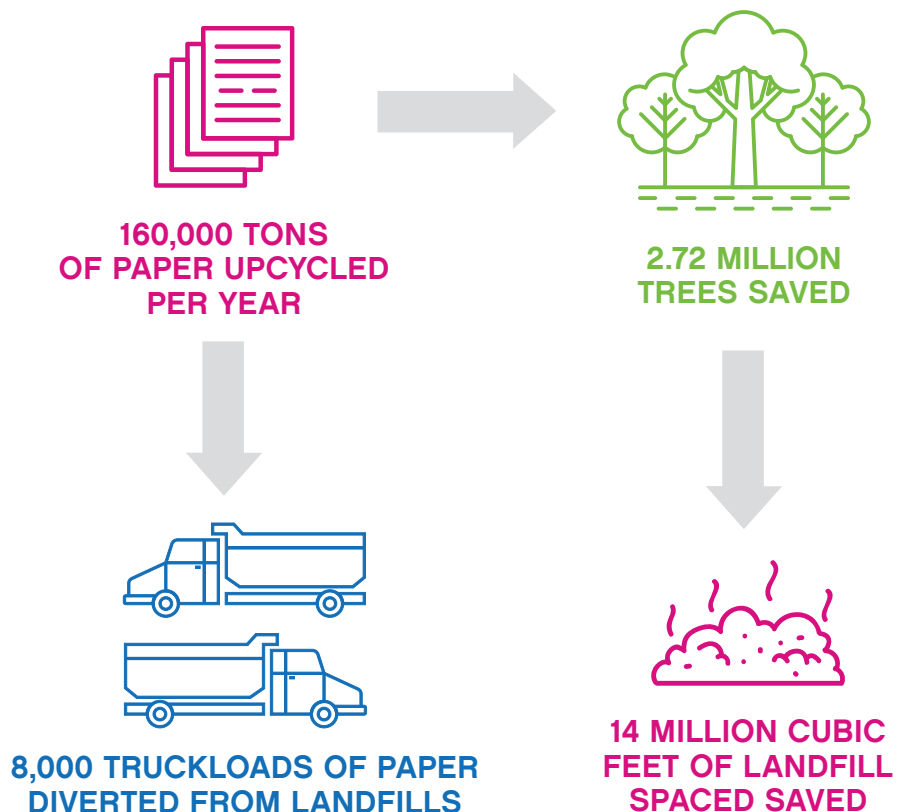 160,000 TONS
OF PAPER UPCYCLED
PER YEAR
2.72 MILLION
TREES SAVED
8,000 TRUCKLOADS OF PAPER
DIVERTED FROM LANDFILLS
14 MILLION CUBIC
FEET OF LANDFILL
SPACED SAVED